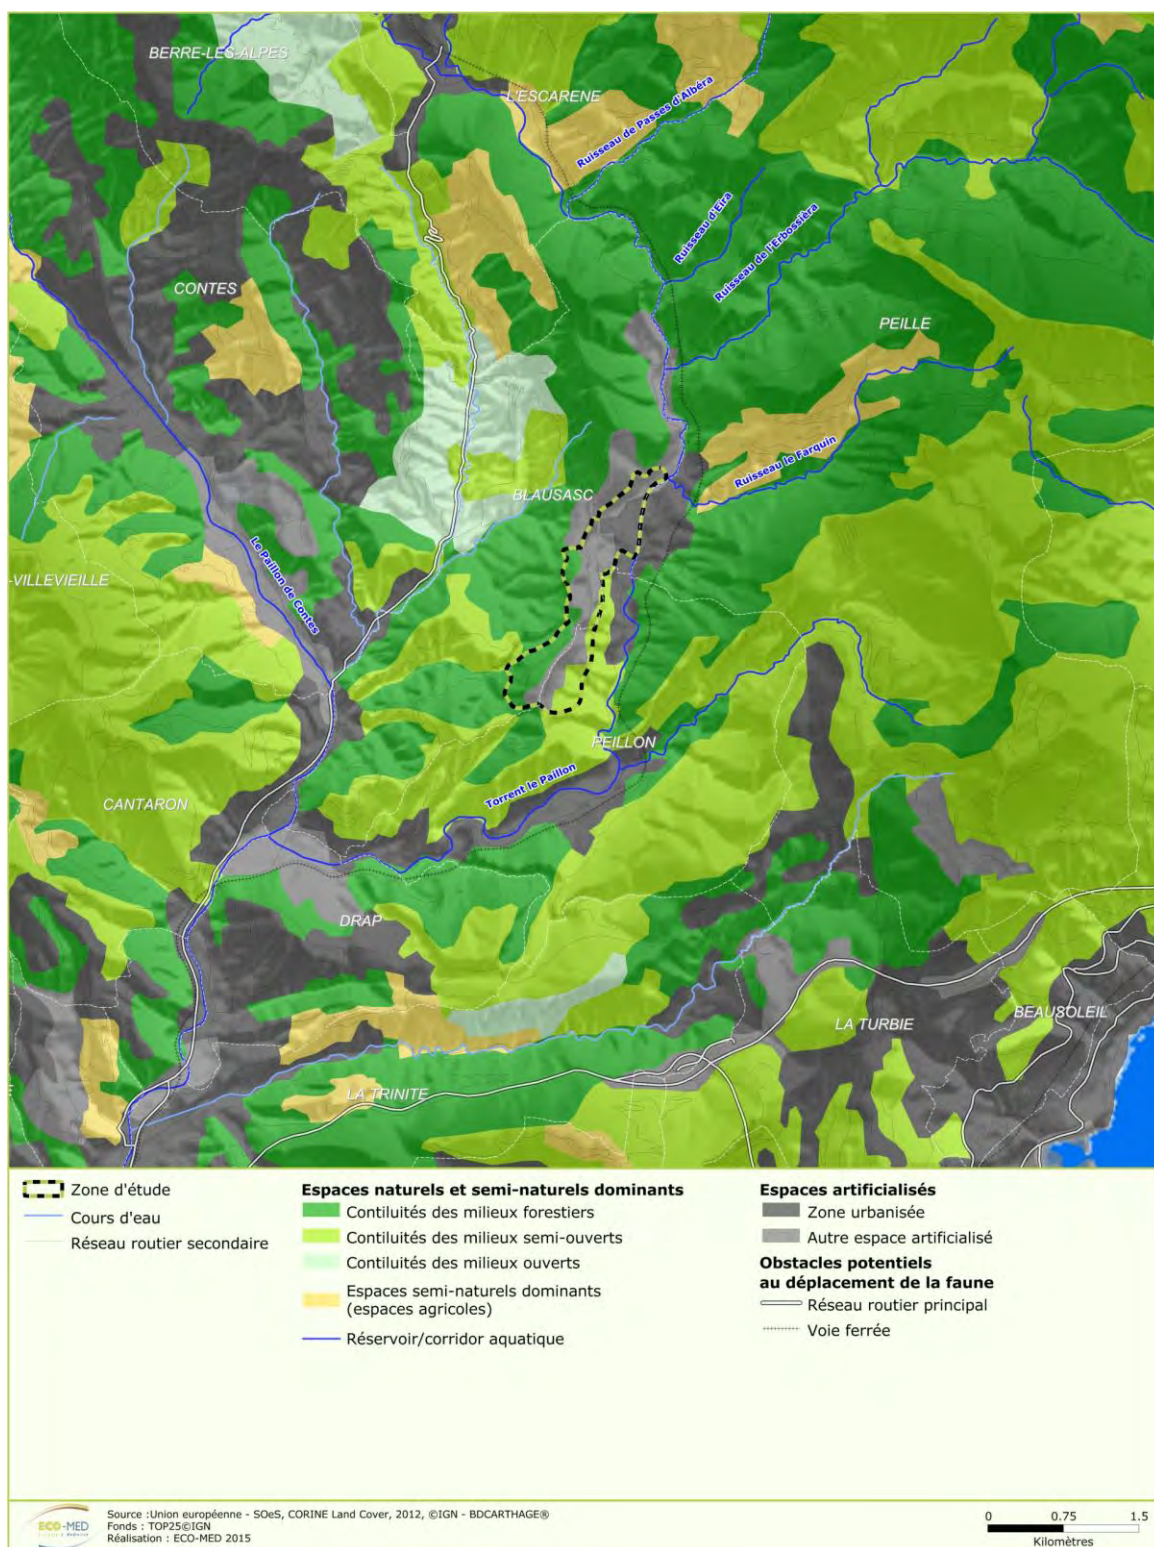 BERRE-LES-ALPES
L'ESCARENE
Ruisseau de Passes d'Albéra
Ruisseau d'Eira
Ruisseau de l'Erbossièra
CONTES
PEILLE
Ruisseau le Farquin
BLAUSASC
Le Paillon de Contes
-VILLEVIEILLE
PEILLON
Torrent le Paillon
CANTARON
DRAP
LA TURBIE
BEAUSOLEIL
LA TRINITE
Zone d'étude
Cours d'eau
Réseau routier secondaire
Espaces naturels et semi-naturels dominants
Contiluités des milieux forestiers
Contiluités des milieux semi-ouverts
Contiluités des milieux ouverts
Espaces semi-naturels dominants
(espaces agricoles)
Réservoir/corridor aquatique
Espaces artificialisés
Zone urbanisée
Autre espace artificialisé
Obstacles potentiels
au déplacement de la faune
Réseau routier principal
Voie ferrée
ECO-MED
Source :Union européenne - SOeS, CORINE Land Cover, 2012, ©IGN - BDCARTHAGE®
Fonds : TOP25©IGN
Réalisation : ECO-MED 2015
0 0.75 1.5
Kilomètres